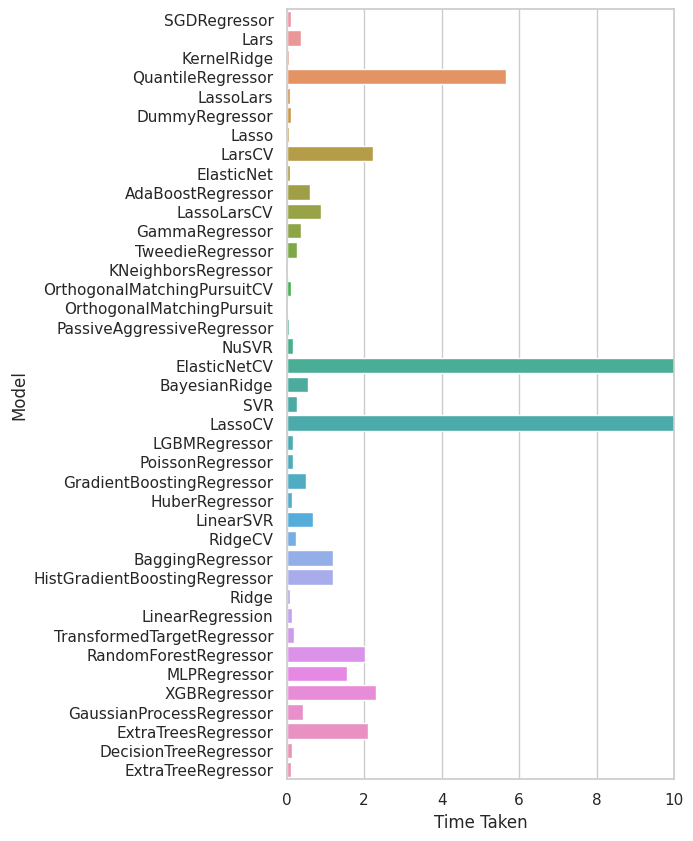 SGDRegressor
Lars
KernelRidge
QuantileRegressor
LassoLars
DummyRegressor
Lasso
LarsCV
ElasticNet
AdaBoostRegressor
LassoLarsCV
GammaRegressor
TweedieRegressor
KNeighborsRegressor
OrthogonalMatchingPursuitCV
OrthogonalMatchingPursuit
PassiveAggressiveRegressor
NuSVR
ElasticNetCV
BayesianRidge
SVR
LassoCV
LGBMRegressor
PoissonRegressor
GradientBoostingRegressor
HuberRegressor
LinearSVR
RidgeCV
BaggingRegressor
HistGradientBoostingRegressor
Ridge
LinearRegression
TransformedTargetRegressor
RandomForestRegressor
MLPRegressor
XGBRegressor
GaussianProcessRegressor
ExtraTreesRegressor
DecisionTreeRegressor
ExtraTreeRegressor
Model
0 2 4 6 8 10
Time Taken